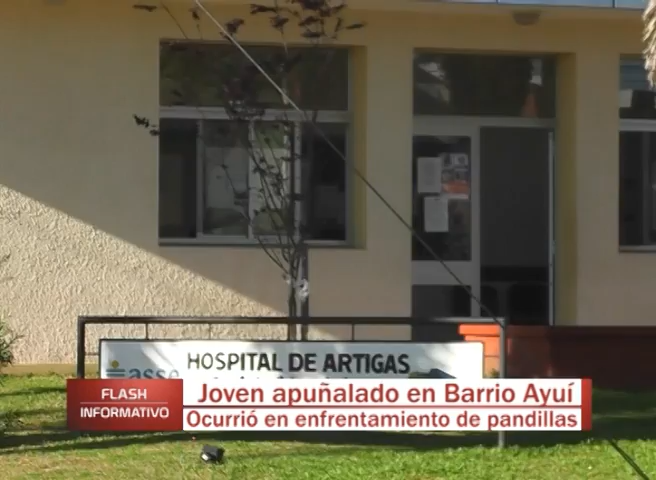 HOSPITAL DE ARTIGAS
asse
FLASH
INFORMATIVO
Joven apuñalado en Barrio Ayuí
Ocurrió en enfrentamiento de pandillas